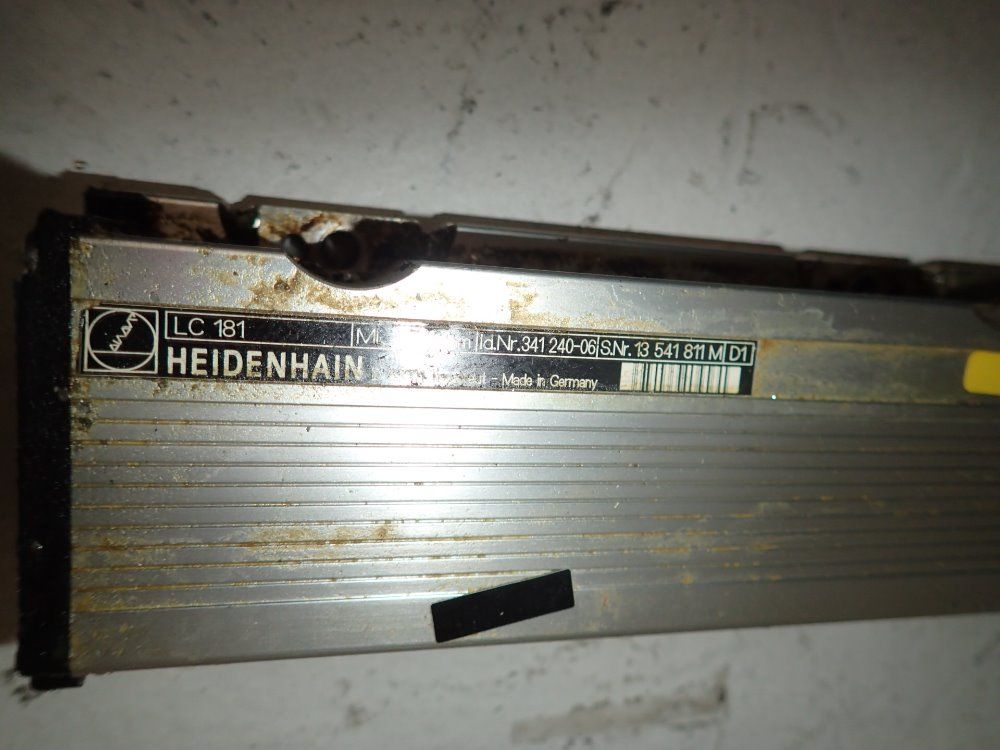 LC 181 Id.Nr.341 240-06 S.Nr. 13 541 811 M D1
HEIDENHAIN - Made in Germany